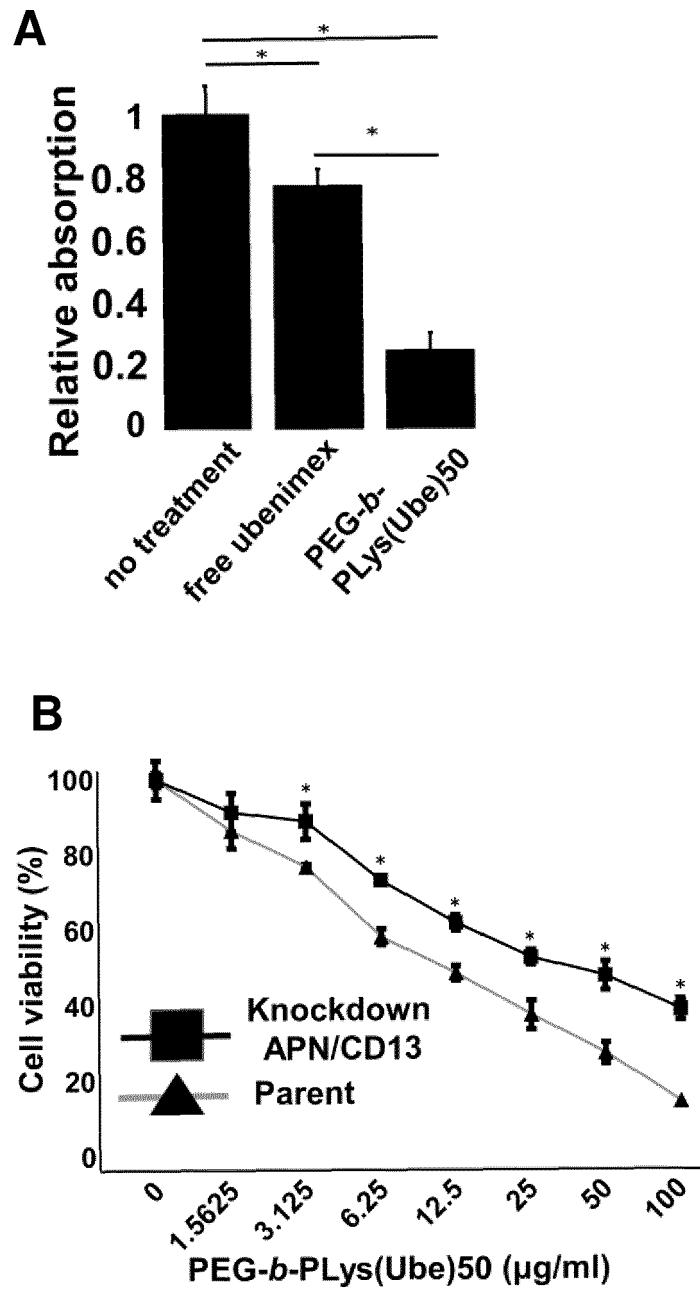 A
*
*
*
Relative absorption
1
0.8
0.6
0.4
0.2
0
no treatment
free ubenimex
PEG-b-
PLys(Ube)50
B
Cell viability (%)
100
80
60
40
20
0
*
*
*
*
*
*
Knockdown
APN/CD13
Parent
0
1.5625
3.125
6.25
12.5
25
50
100
PEG-b-PLys(Ube)50 (μg/ml)